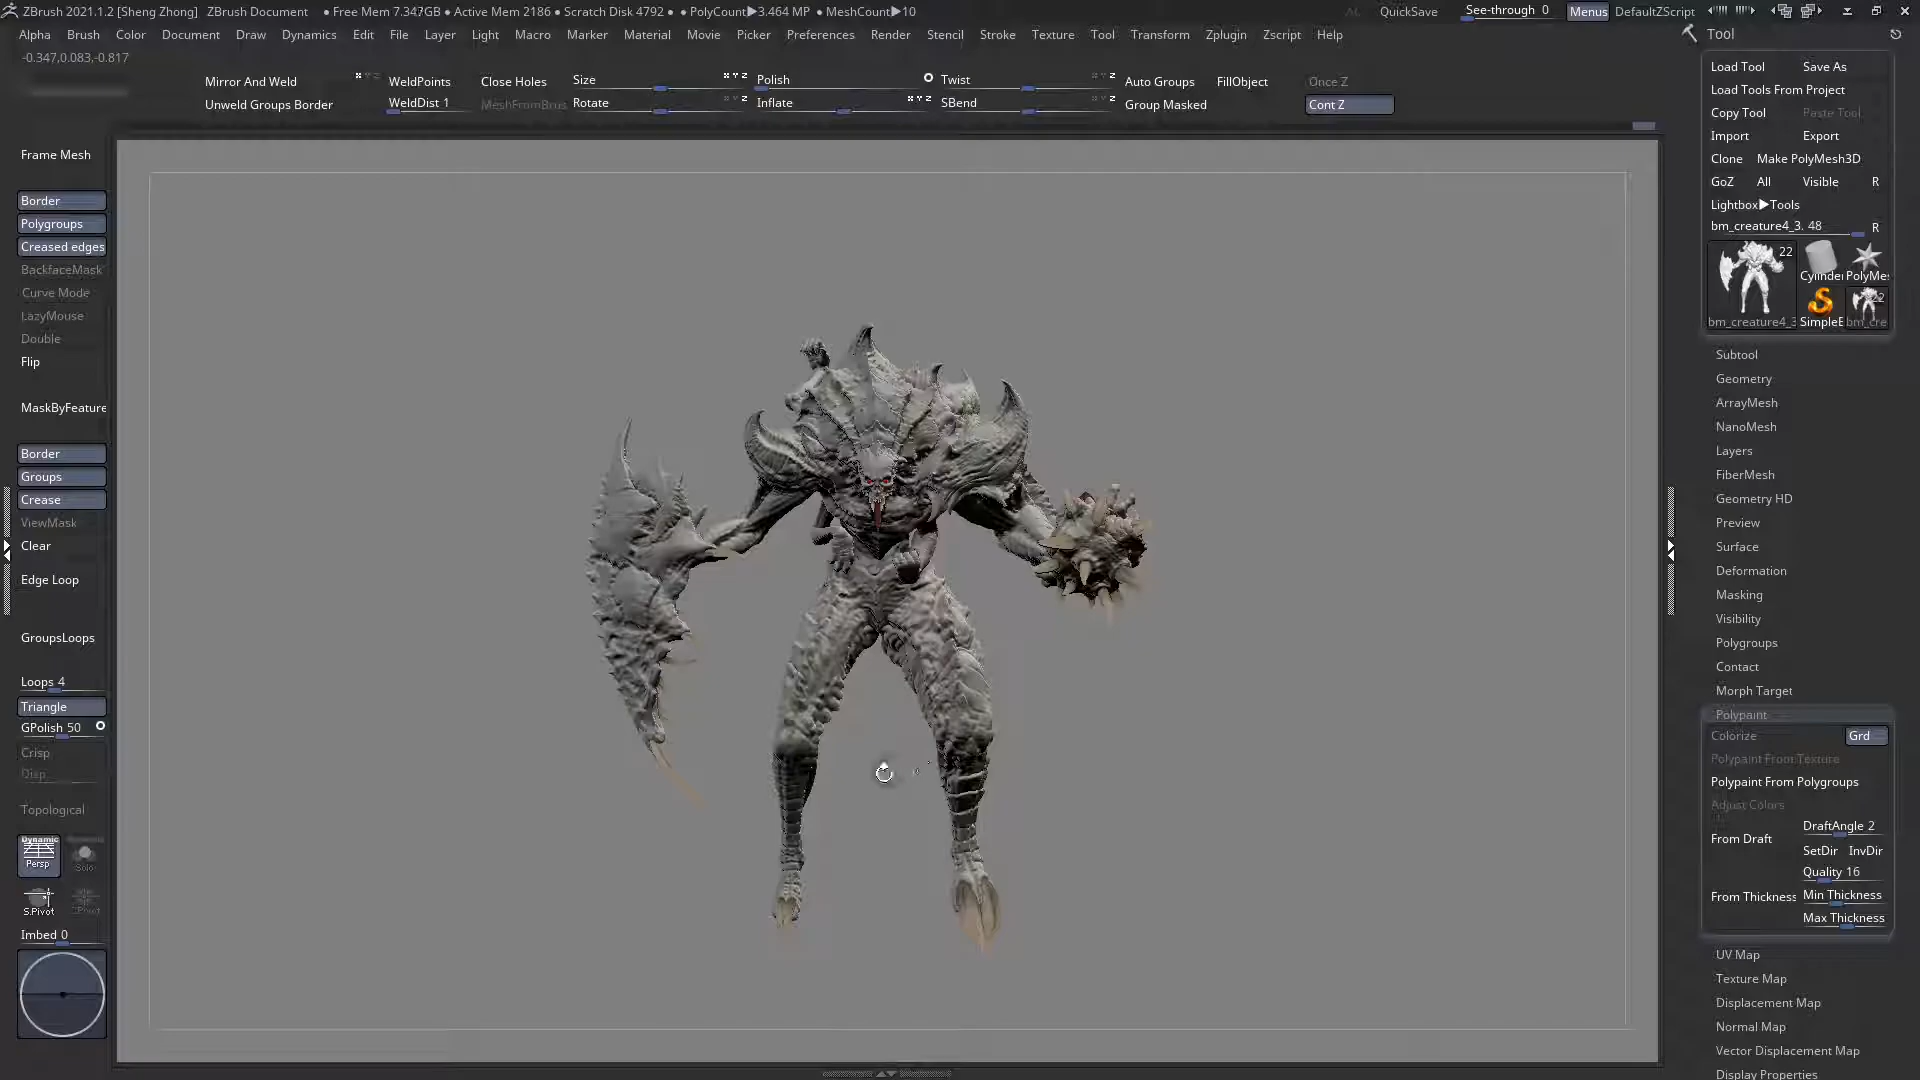 ZBrush 2021.1.2 [Sheng Zhong] ZBrush Document • Free Mem 7.347GB • Active Mem 2186 • Scratch Disk 4792 • • PolyCount▶3.464 MP • MeshCount▶10 QuickSave See-through 0 Menus DefaultZScript
Alpha Brush Color Document Draw Dynamics Edit File Layer Light Macro Marker Material Movie Picker Preferences Render Stencil Stroke Texture Tool Transform Zplugin Zscript Help
-0.347,0.083,-0.817
Mirror And Weld WeldPoints Close Holes Size Polish Twist Auto Groups FillObject Once Z
Unweld Groups Border WeldDist 1 MeshFromBrus Rotate Inflate SBend Group Masked Cont Z
Frame Mesh
Border
Polygroups
Creased edges
BackfaceMask
Curve Mode
LazyMouse
Double
Flip
MaskByFeature
Border
Groups
Crease
ViewMask
Clear
Edge Loop
GroupsLoops
Loops 4
Triangle
GPolish 50
Crisp
Disp
Topological
Dynamic
Persp Solo
S.Pivot
Imbed 0
Tool
Load Tool Save As
Load Tools From Project
Copy Tool Paste Tool
Import Export
Clone Make PolyMesh3D
GoZ All Visible R
Lightbox▶Tools
bm_creature4_3. 48 R
22
Cylinder PolyMe
22
bm_creature4_3 SimpleB bm_cre
Subtool
Geometry
ArrayMesh
NanoMesh
Layers
FiberMesh
Geometry HD
Preview
Surface
Deformation
Masking
Visibility
Polygroups
Contact
Morph Target
Polypaint
Colorize Grd
Polypaint From Texture
Polypaint From Polygroups
Adjust Colors
DraftAngle 2
From Draft
SetDir InvDir
Quality 16
From Thickness Min Thickness
Max Thickness
UV Map
Texture Map
Displacement Map
Normal Map
Vector Displacement Map
Display Properties